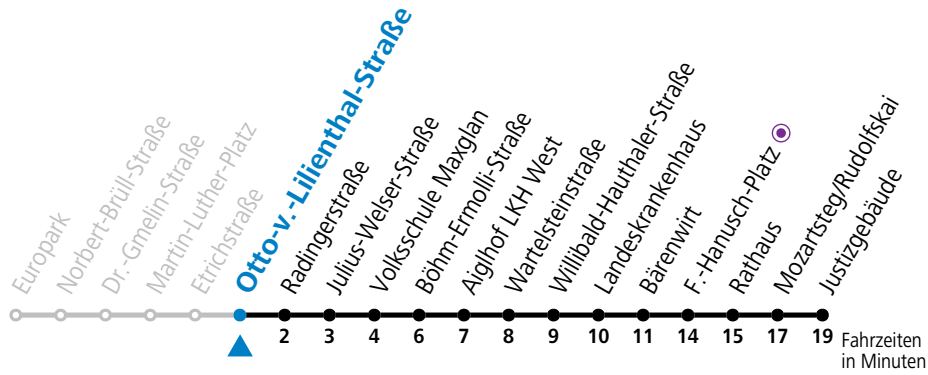 Europark
Norbert-Brüll-Straße
Dr.-Gmelin-Straße
Martin-Luther-Platz
Etrichstraße
Otto-v.-Lilienthal-Straße
Radingerstraße
Julius-Welser-Straße
Volksschule Maxglan
Böhm-Ermolli-Straße
Aiglhof LKH West
Wartelsteinstraße
Willibald-Hauthaler-Straße
Landeskrankenhaus
Bärenwirt
F.-Hanusch-Platz
Rathaus
Mozartsteg/Rudolfskai
Justizgebäude
2 3 4 6 7 8 9 10 11 14 15 17 19 Fahrzeiten
in Minuten